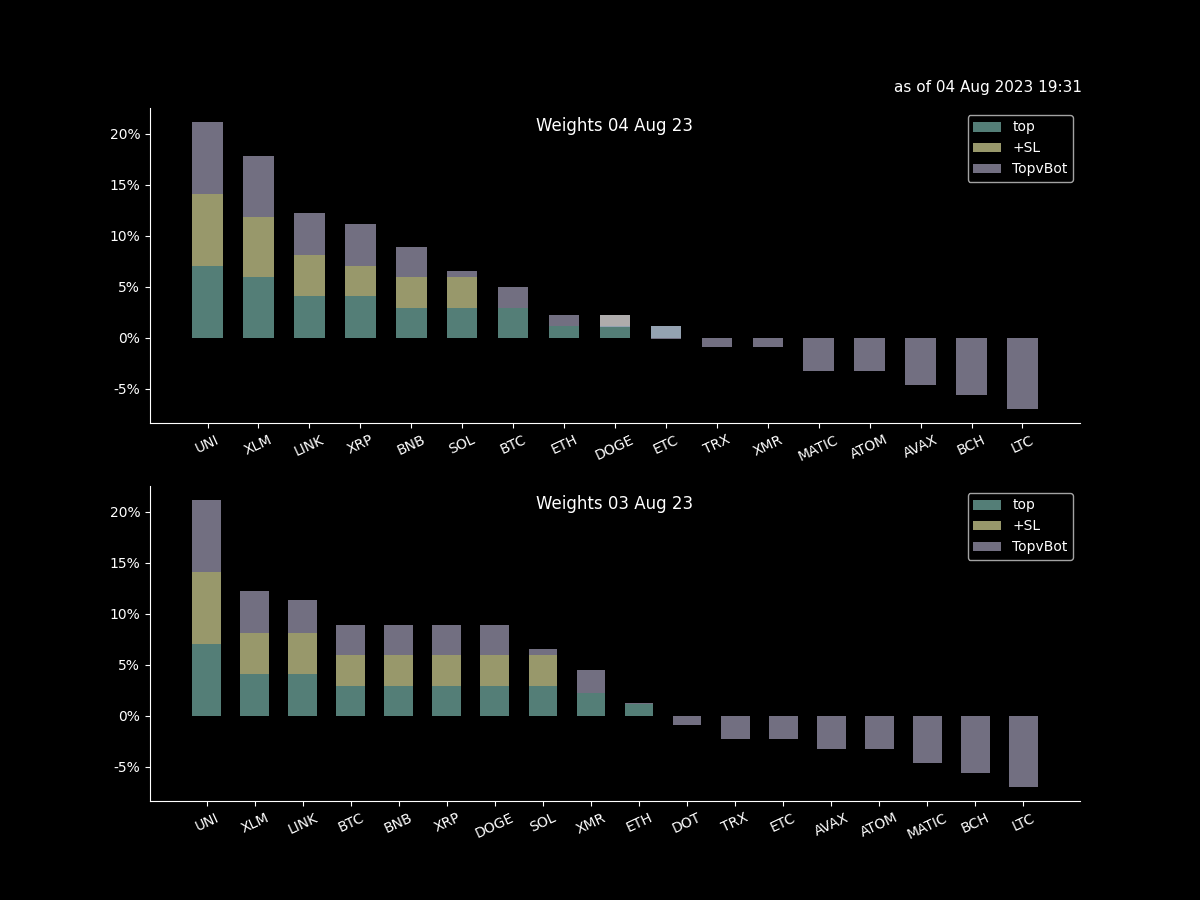 as of 04 Aug 2023 19:31
Weights 04 Aug 23
top
+SL
TopvBot
20%
15%
10%
5%
0%
-5%
UNI XLM LINK XRP BNB SOL BTC ETH DOGE ETC TRX XMR MATIC ATOM AVAX BCH LTC
Weights 03 Aug 23
top
+SL
TopvBot
20%
15%
10%
5%
0%
-5%
UNI XLM LINK BTC BNB XRP DOGE SOL XMR ETH DOT TRX ETC AVAX ATOM MATIC BCH LTC